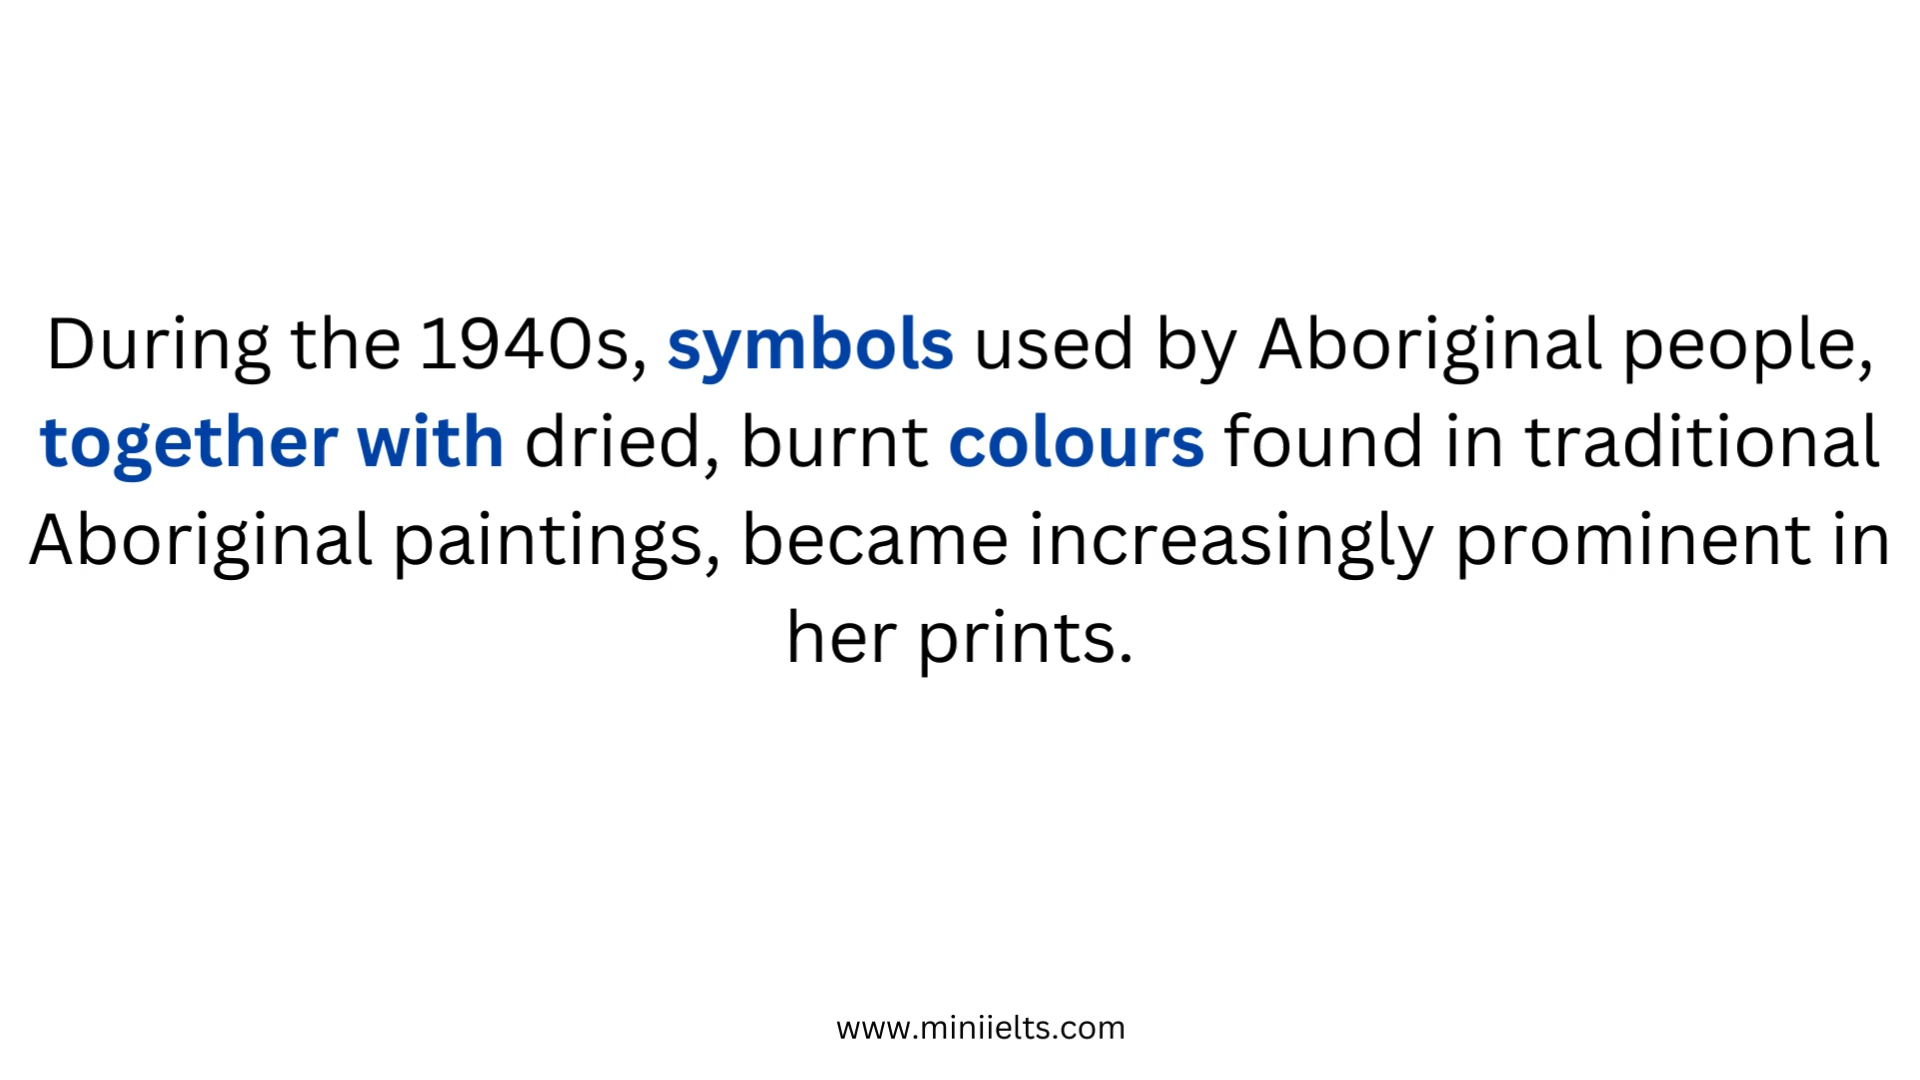 During the 1940s, symbols used by Aboriginal people,
together with dried, burnt colours found in traditional
Aboriginal paintings, became increasingly prominent in
her prints.
www.miniielts.com